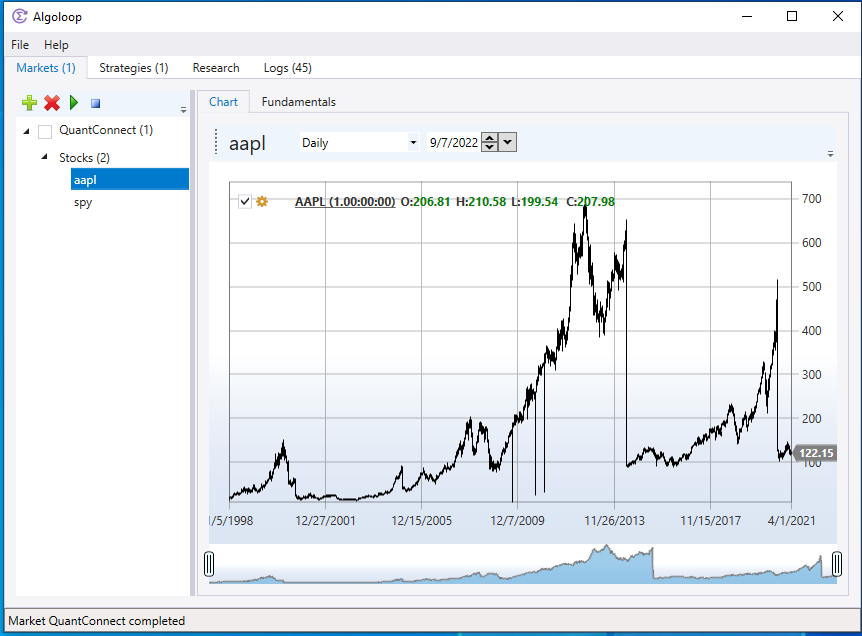 Algoloop
File Help
Markets (1) Strategies (1) Research Logs (45)
Chart Fundamentals
QuantConnect (1)
Stocks (2)
aapl
spy
aapl Daily 9/7/2022
AAPL (1.00:00:00) O:206.81 H:210.58 L:199.54 C:207.98
700
600
500
400
300
200
122.15
100
/5/1998 12/27/2001 12/15/2005 12/7/2009 11/26/2013 11/15/2017 4/1/2021
Market QuantConnect completed